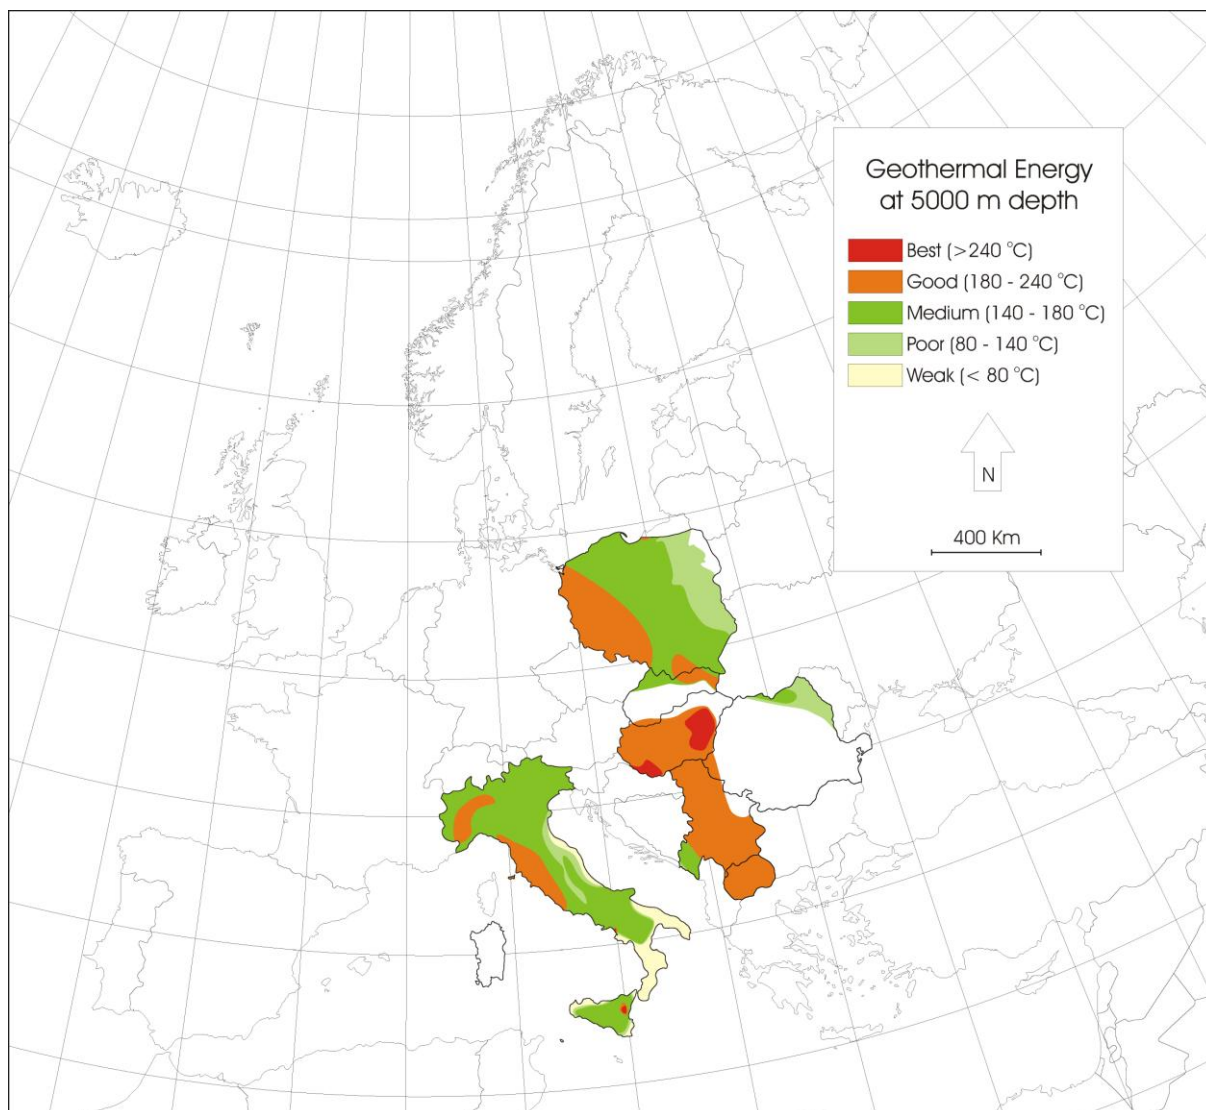 Geothermal Energy
at 5000 m depth
Best (>240 °C)
Good (180 - 240 °C)
Medium (140 - 180 °C)
Poor (80 - 140 °C)
Weak (< 80 °C)
N
400 Km